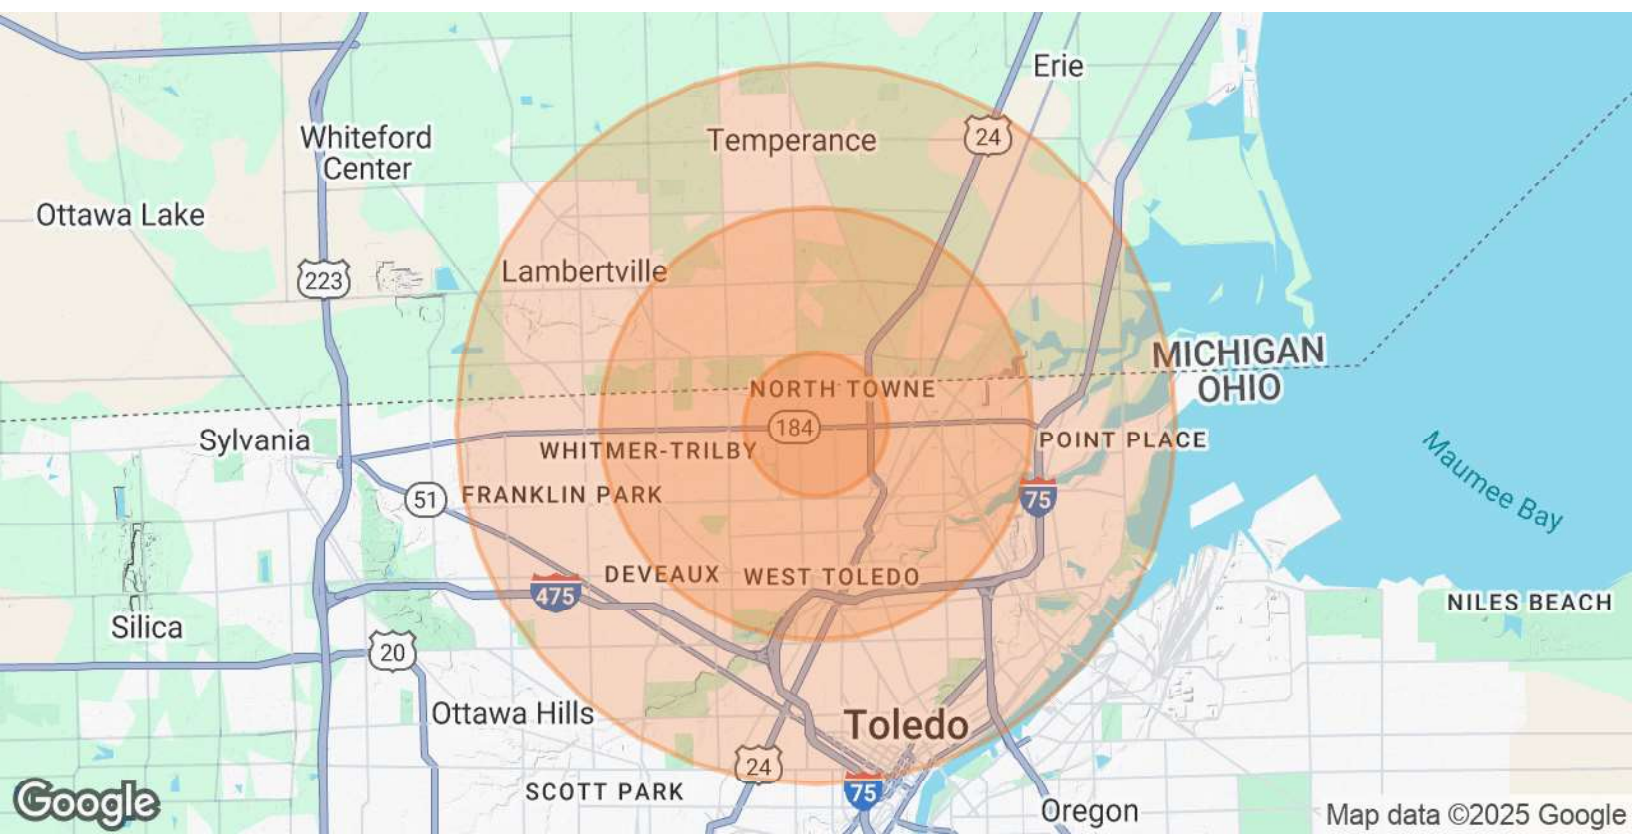 Erie
24
Whiteford
Center
Temperance
Ottawa Lake
Lambertville
223
MICHIGAN
OHIO
NORTH TOWNE
184
Sylvania
WHITMER-TRILBY
POINT PLACE
Maumee Bay
51
FRANKLIN PARK
75
DEVEAUX
WEST TOLEDO
475
NILES BEACH
Silica
20
Ottawa Hills
Toledo
24
SCOTT PARK
75
Oregon
Google
Map data ©2025 Google